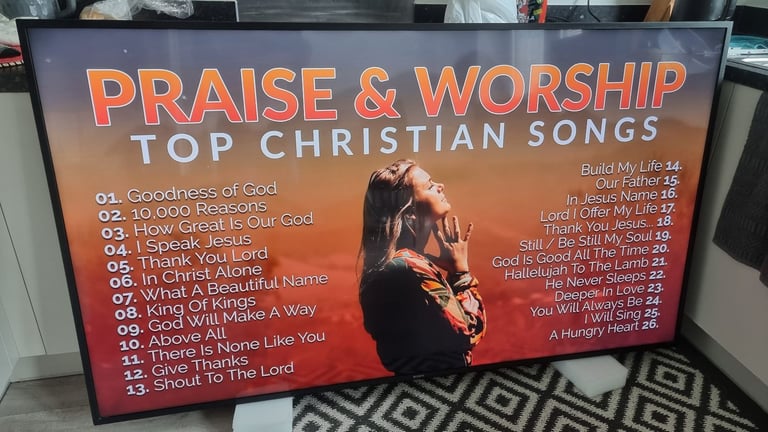 PRAISE & WORSHIP
TOP CHRISTIAN SONGS
01. Goodness of God
02. 10,000 Reasons
03. How Great Is Our God
04. I Speak Jesus
05. Thank You Lord
06. In Christ Alone
07. What A Beautiful Name
08. King Of Kings
09. God Will Make A Way
10. Above All
11. There Is None Like You
12. Give Thanks
13. Shout To The Lord
Build My Life 14.
Our Father 15.
In Jesus Name 16.
Lord I Offer My Life 17.
Thank You Jesus... 18.
Still / Be Still My Soul 19.
God Is Good All The Time 20.
Hallelujah To The Lamb 21.
He Never Sleeps 22.
Deeper In Love 23.
You Will Always Be 24.
I Will Sing 25.
A Hungry Heart 26.